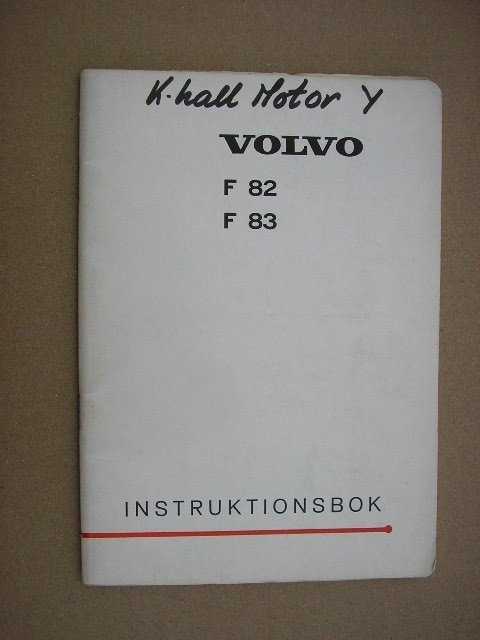 K-hall Motor Y
VOLVO
F 82
F 83
INSTRUKTIONSBOK